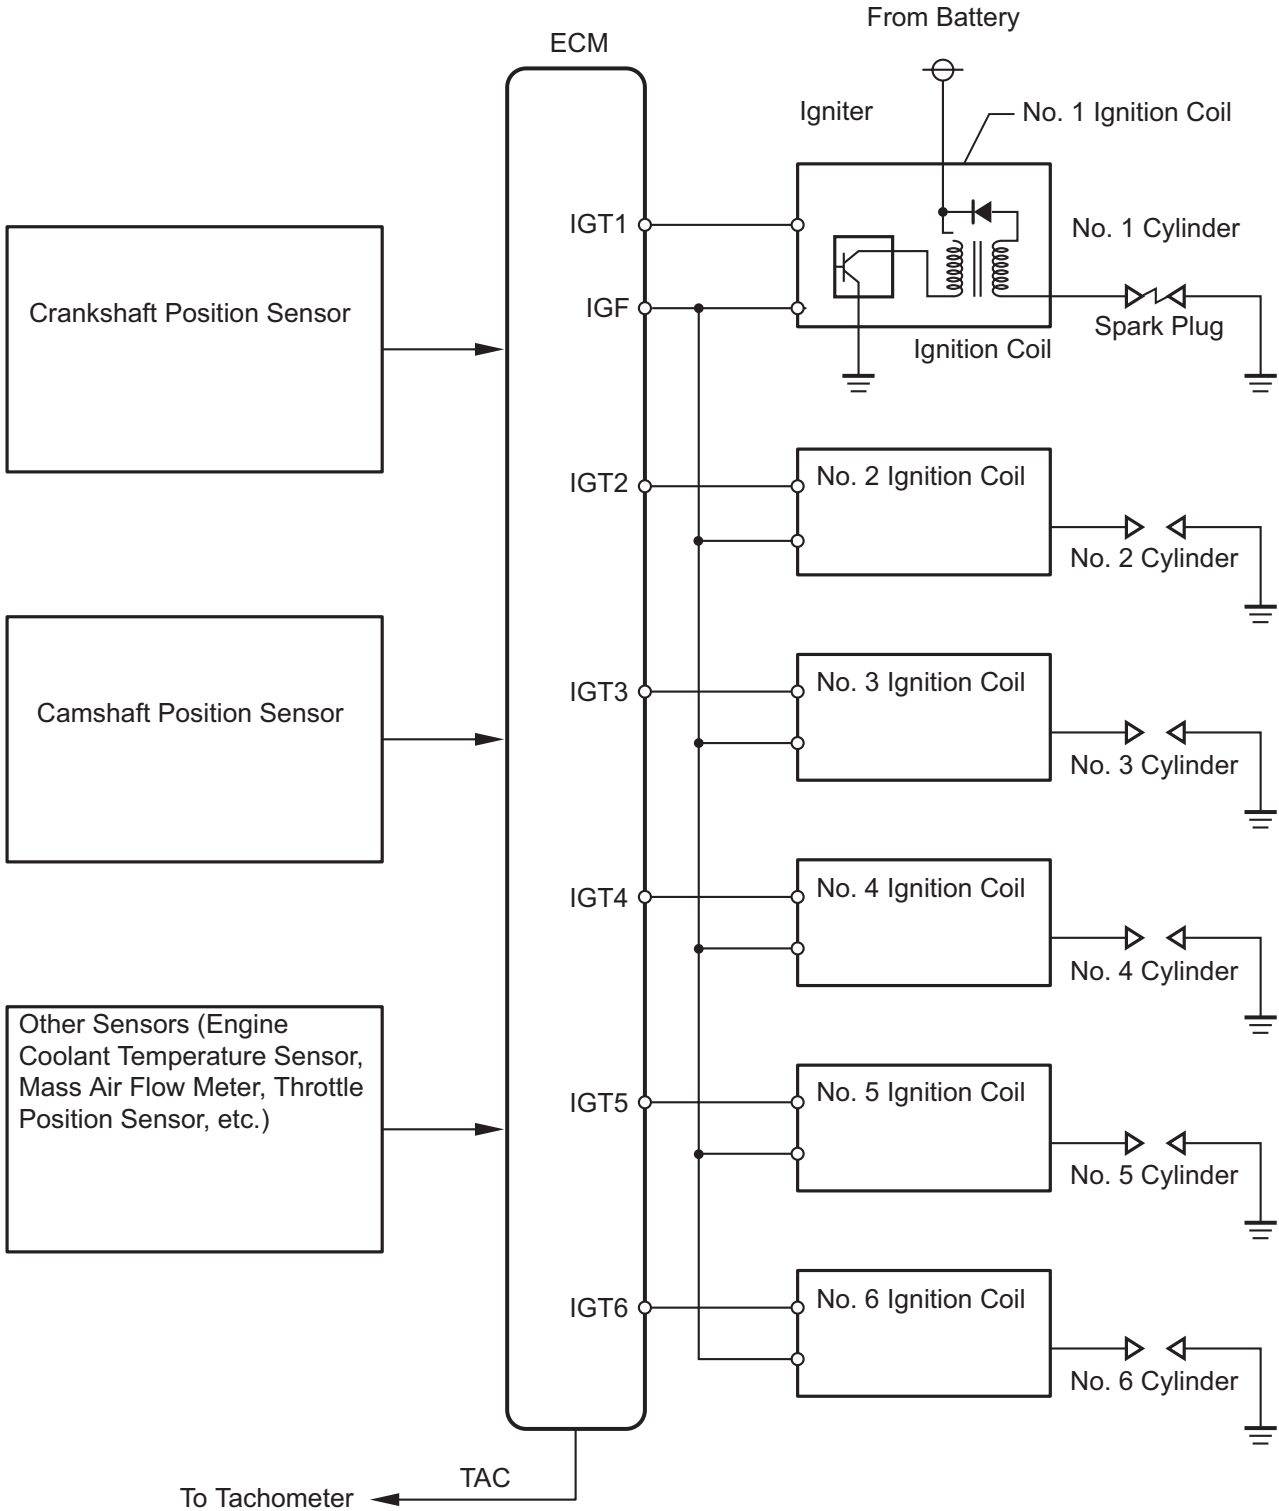 From Battery
ECM
Igniter
No. 1 Ignition Coil
IGT1
No. 1 Cylinder
Crankshaft Position Sensor
IGF
Spark Plug
Ignition Coil
IGT2
No. 2 Ignition Coil
No. 2 Cylinder
Camshaft Position Sensor
IGT3
No. 3 Ignition Coil
No. 3 Cylinder
IGT4
No. 4 Ignition Coil
No. 4 Cylinder
Other Sensors (Engine
Coolant Temperature Sensor,
Mass Air Flow Meter, Throttle
Position Sensor, etc.)
IGT5
No. 5 Ignition Coil
No. 5 Cylinder
IGT6
No. 6 Ignition Coil
No. 6 Cylinder
TAC
To Tachometer